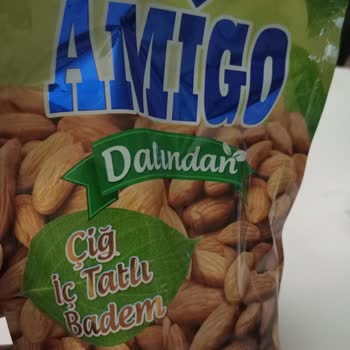 AMİGO
Dalından
Çiğ
İç Tatlı
Badem